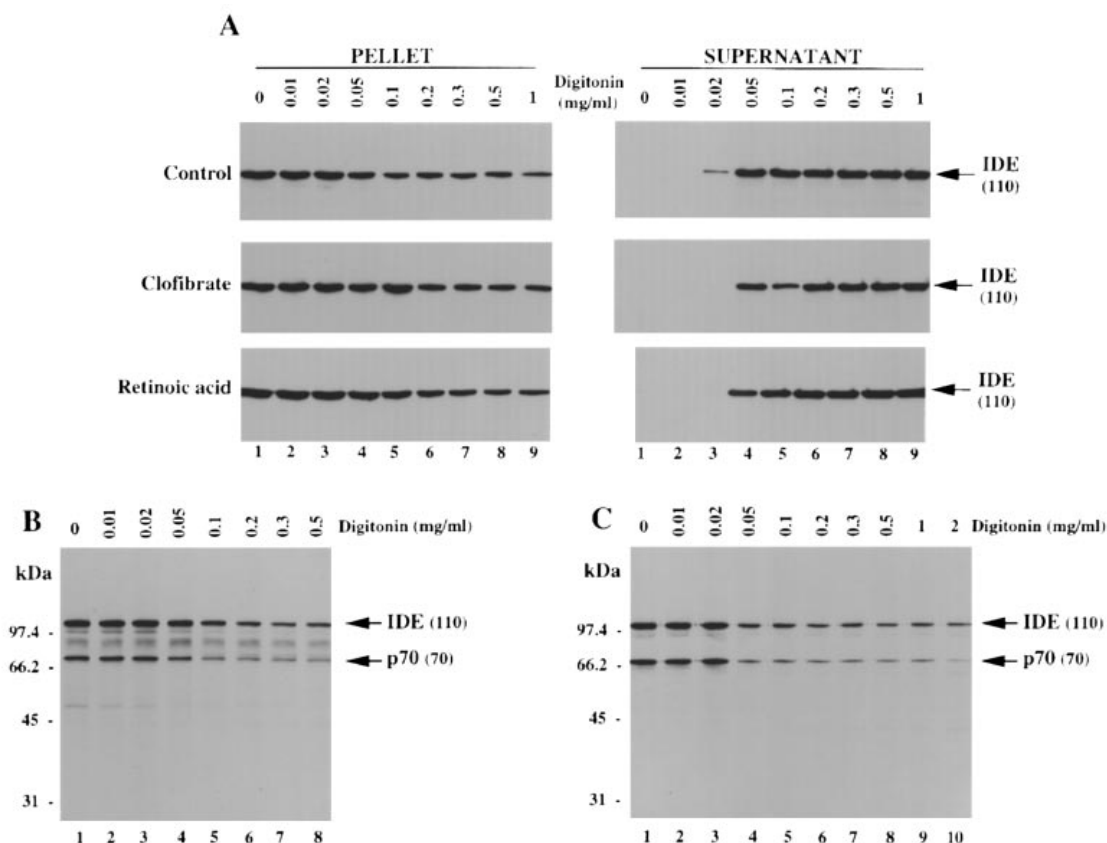 A
PELLET
SUPERNATANT
0 0.01 0.02 0.05 0.1 0.2 0.3 0.5 1
Digitonin (mg/ml)
0 0.01 0.02 0.05 0.1 0.2 0.3 0.5 1
Control
IDE (110)
Clofibrate
IDE (110)
Retinoic acid
IDE (110)
1 2 3 4 5 6 7 8 9
1 2 3 4 5 6 7 8 9
B
0 0.01 0.02 0.05 0.1 0.2 0.3 0.5 Digitonin (mg/ml)
kDa
97.4 -
66.2 -
45 -
31 -
IDE (110)
p70 (70)
1 2 3 4 5 6 7 8
C
0 0.01 0.02 0.05 0.1 0.2 0.3 0.5 1 2 Digitonin (mg/ml)
kDa
97.4 -
66.2 -
45 -
31 -
IDE (110)
p70 (70)
1 2 3 4 5 6 7 8 9 10